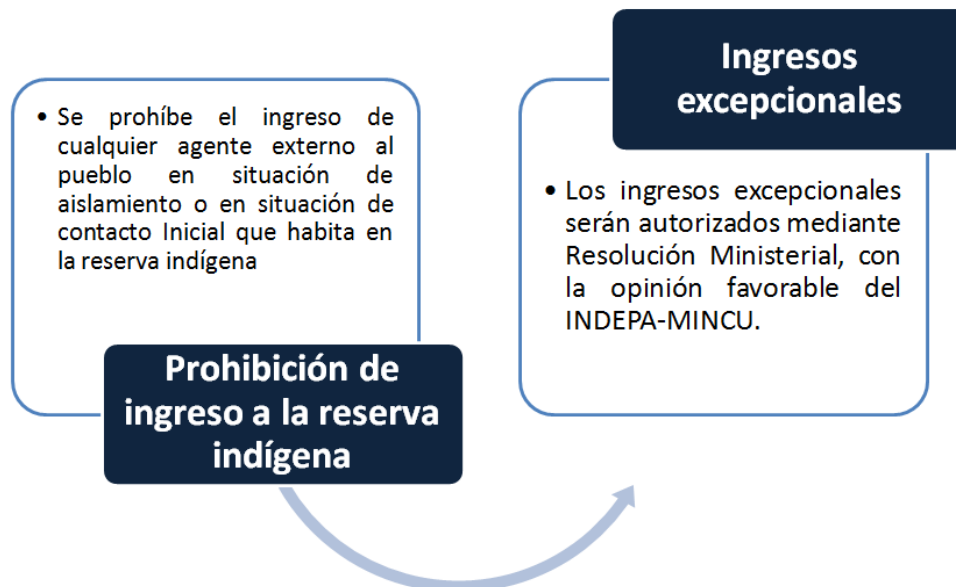 • Se prohíbe el ingreso de
cualquier agente externo al
pueblo en situación de
aislamiento o en situación de
contacto Inicial que habita en
la reserva indígena
Prohibición de
ingreso a la reserva
indígena
Ingresos
excepcionales
• Los ingresos excepcionales
serán autorizados mediante
Resolución Ministerial, con
la opinión favorable del
INDEPA-MINCU.